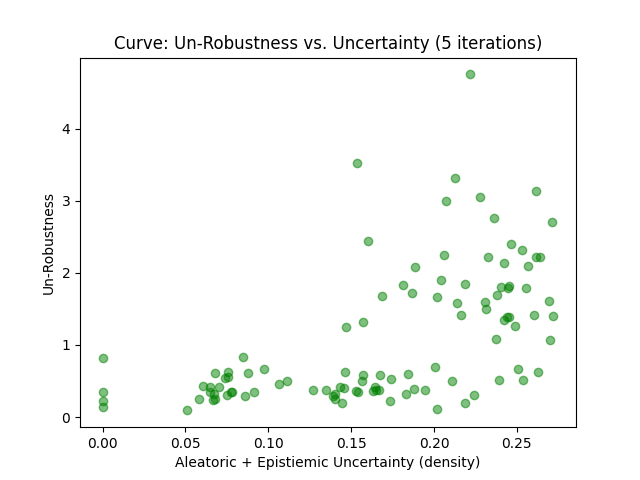 Curve: Un-Robustness vs. Uncertainty (5 iterations)
Un-Robustness
4
3
2
1
0
0.00 0.05 0.10 0.15 0.20 0.25
Aleatoric + Epistiemic Uncertainty (density)